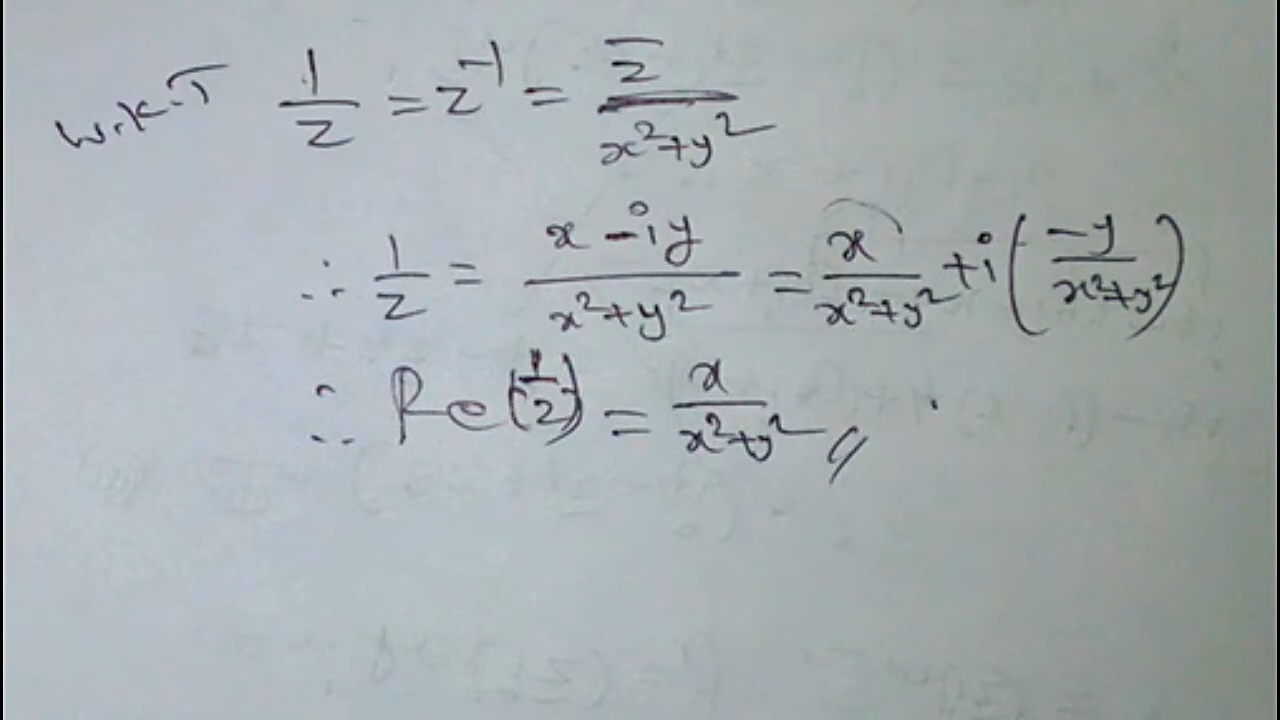 w.k.T 1/z = z⁻¹ = z̅/x²+y²
∴ 1/z = x - iy/x²+y² = x/x²+y² + i(-y/x²+y²)
∴ Re(1/z) = x/x²+y² //